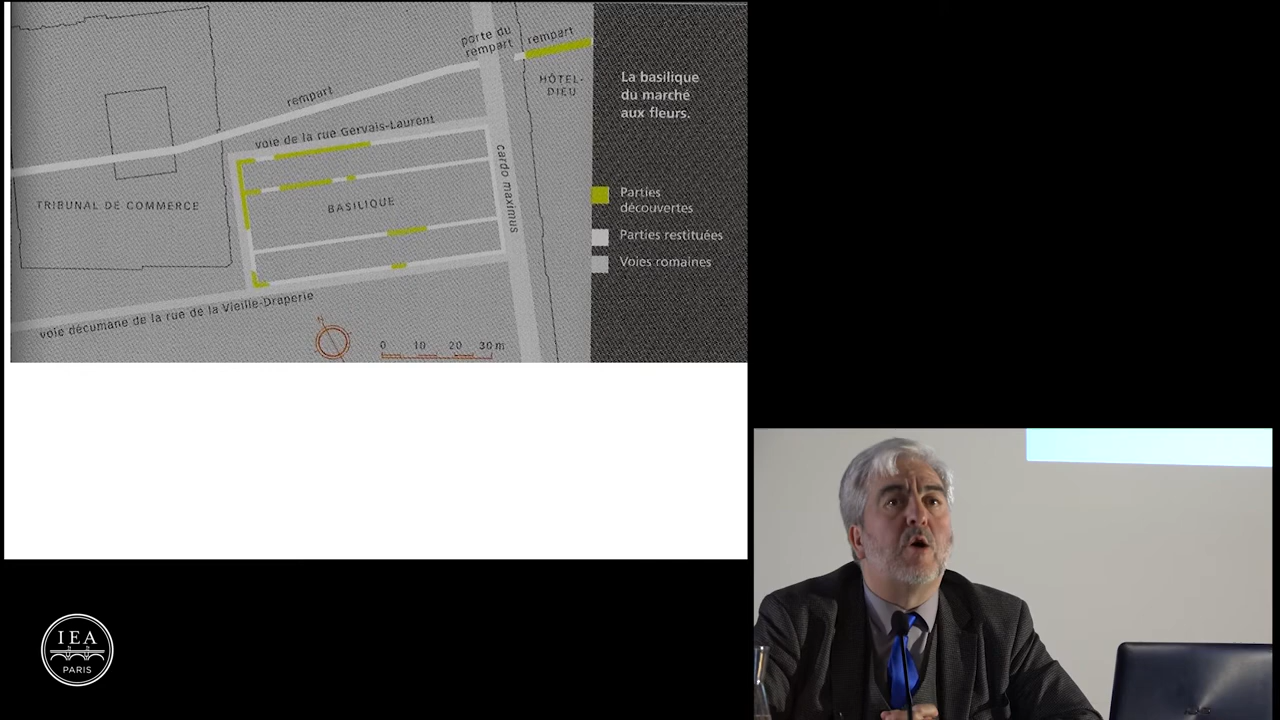 porte du
rempart
rempart
HÔTEL-
DIEU
La basilique
du marché
aux fleurs.
rempart
voie de la rue Gervais-Laurent
cardo maximus
TRIBUNAL DE COMMERCE
BASILIQUE
Parties
découvertes
Parties restituées
Voies romaines
voie décumane de la rue de la Vieille-Draperie
0 10 20 30 m
IEA
PARIS